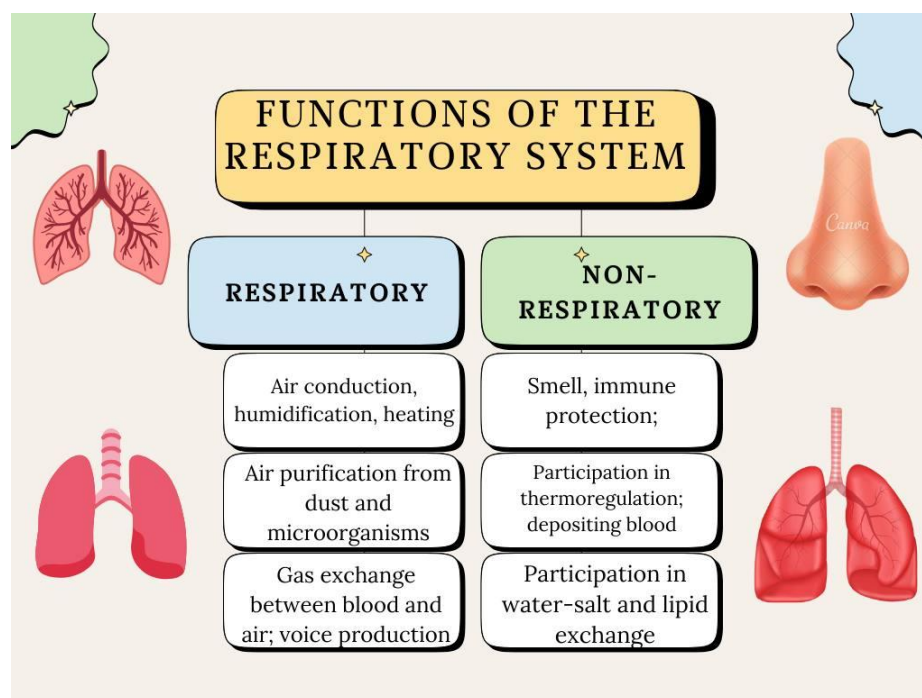 FUNCTIONS OF THE
RESPIRATORY SYSTEM
RESPIRATORY
NON-
RESPIRATORY
Air conduction,
humidification, heating
Smell, immune
protection;
Air purification from
dust and
microorganisms
Participation in
thermoregulation;
depositing blood
Gas exchange
between blood and
air; voice production
Participation in
water-salt and lipid
exchange
Canva